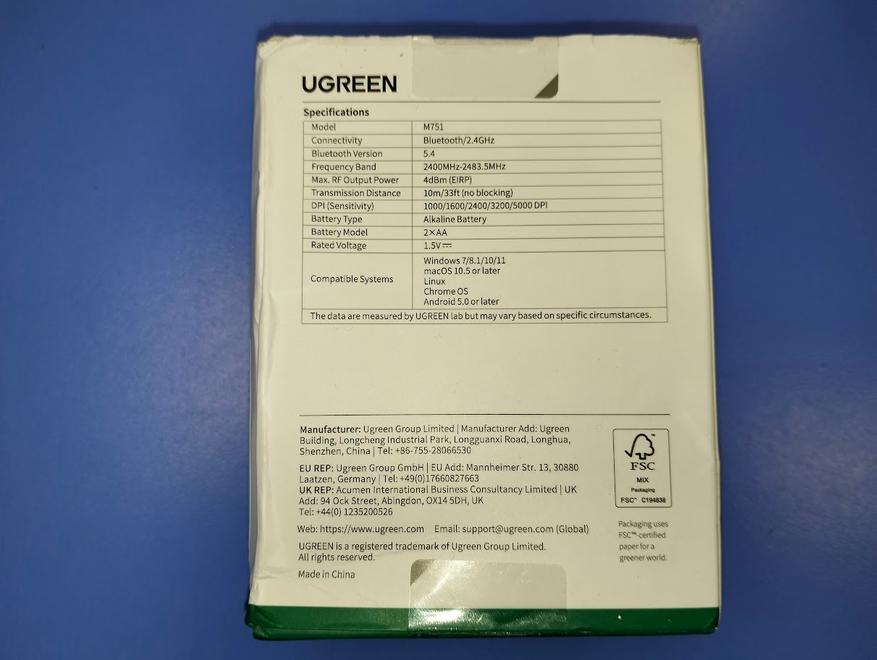 UGREEN
Specifications
Model M751
Connectivity Bluetooth/2.4GHz
Bluetooth Version 5.4
Frequency Band 2400MHz-2483.5MHz
Max. RF Output Power 4dBm (EIRP)
Transmission Distance 10m/33ft (no blocking)
DPI (Sensitivity) 1000/1600/2400/3200/5000 DPI
Battery Type Alkaline Battery
Battery Model 2×AA
Rated Voltage 1.5V⎓
Compatible Systems
Windows 7/8.1/10/11
macOS 10.5 or later
Linux
Chrome OS
Android 5.0 or later
The data are measured by UGREEN lab but may vary based on specific circumstances.
Manufacturer: Ugreen Group Limited | Manufacturer Add: Ugreen
Building, Longcheng Industrial Park, Longguanxi Road, Longhua,
Shenzhen, China | Tel: +86-755-28066530
EU REP: Ugreen Group GmbH | EU Add: Mannheimer Str. 13, 30880
Laatzen, Germany | Tel: +49(0)17660827663
UK REP: Acumen International Business Consultancy Limited | UK
Add: 94 Ock Street, Abingdon, OX14 5DH, UK
Tel: +44(0) 1235200526
Web: https://www.ugreen.com Email: support@ugreen.com (Global)
UGREEN is a registered trademark of Ugreen Group Limited.
All rights reserved.
Made in China
FSC
MIX
Packaging
FSC™ C194838
Packaging uses
FSC™-certified
paper for a
greener world.